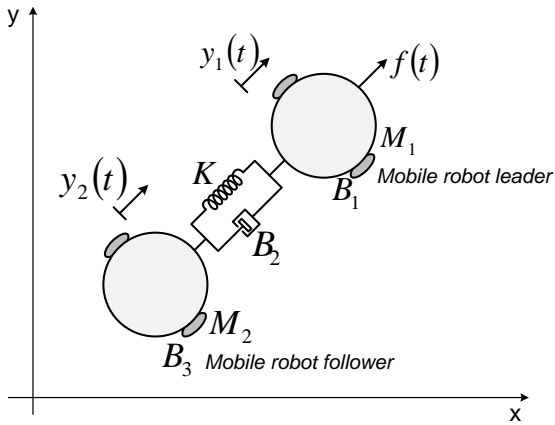 y
y₁(t)
f(t)
M₁
K
B₁ Mobile robot leader
y₂(t)
B₂
M₂
B₃ Mobile robot follower
x